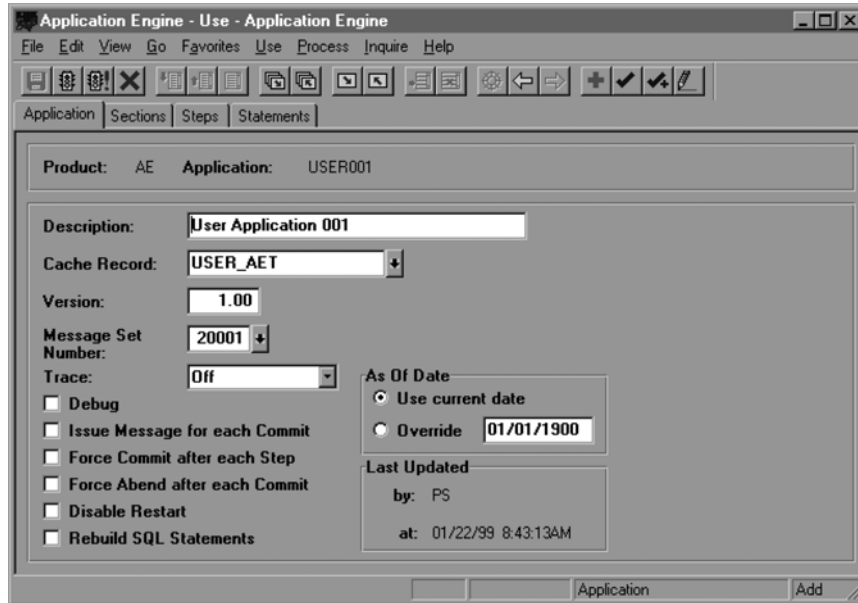 Application Engine - Use - Application Engine
File Edit View Go Favorites Use Process Inquire Help
Application Sections Steps Statements
Product: AE Application: USER001
Description: User Application 001
Cache Record: USER_AET
Version: 1.00
Message Set
Number: 20001
Trace: Off
As Of Date
Use current date
Override 01/01/1900
Debug
Issue Message for each Commit
Force Commit after each Step
Force Abend after each Commit
Disable Restart
Rebuild SQL Statements
Last Updated
by: PS
at: 01/22/99 8:43:13AM
Application Add